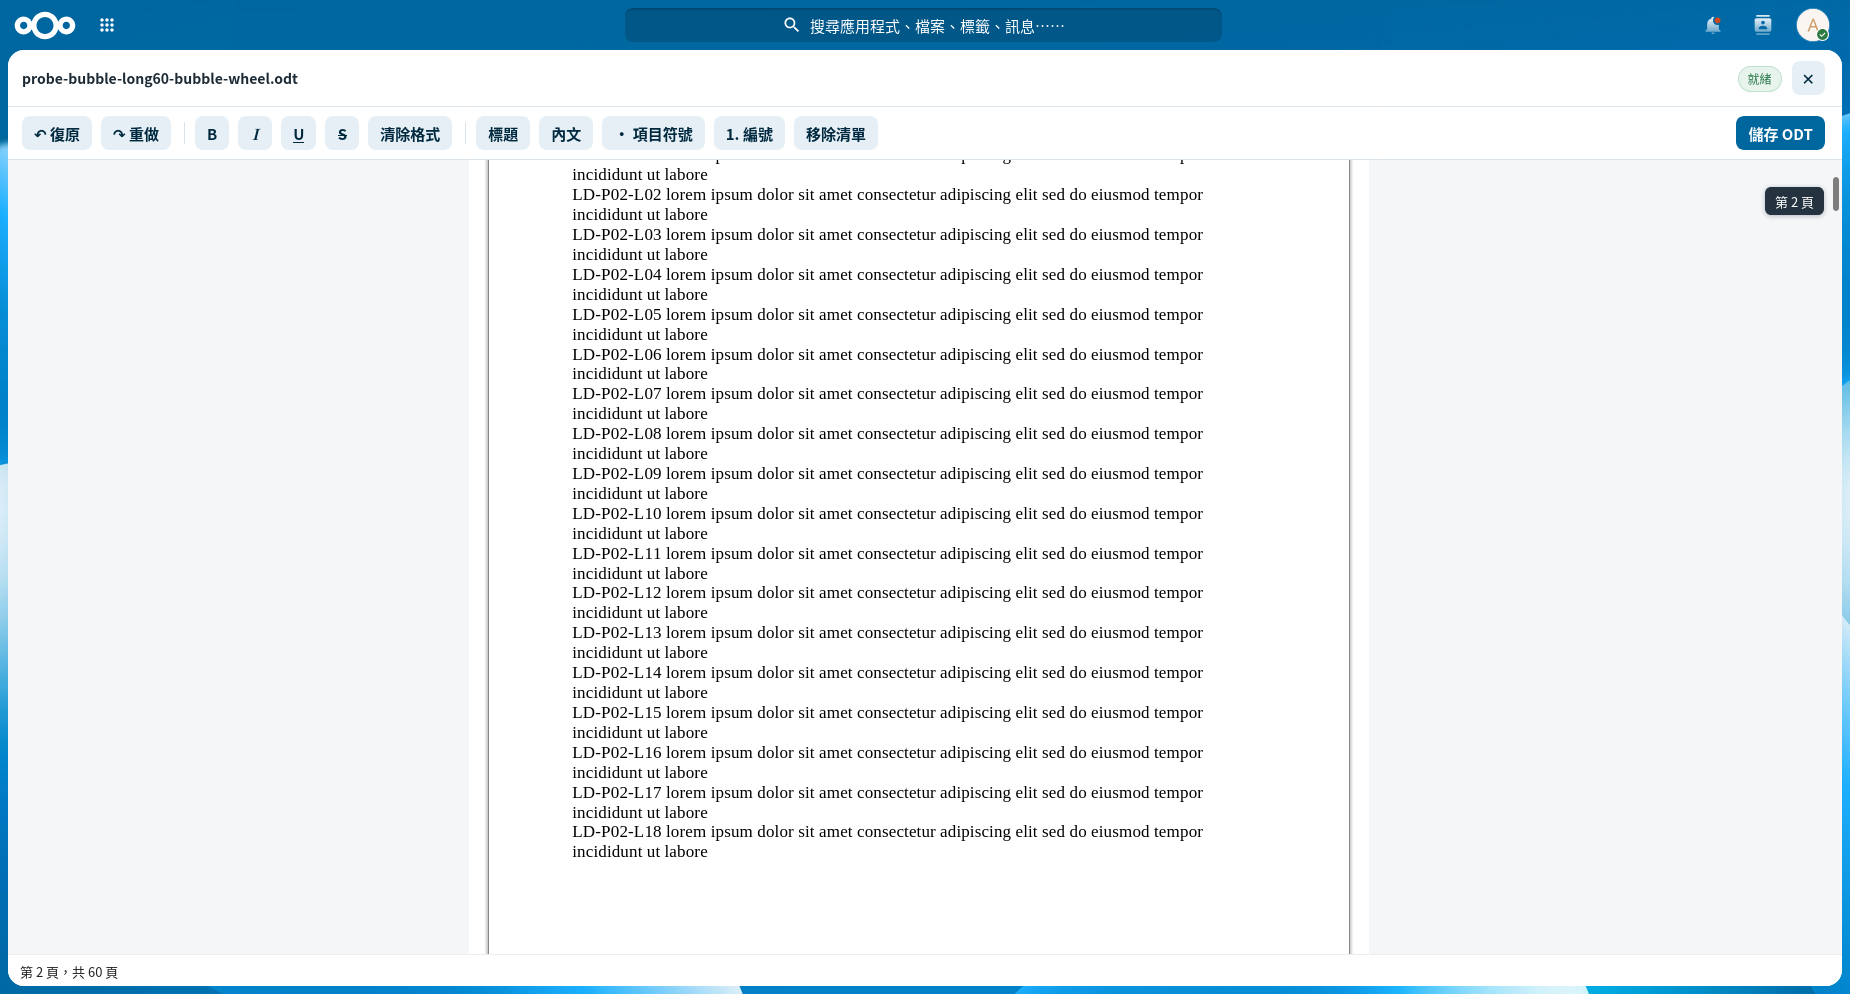 搜尋應用程式、檔案、標籤、訊息……
A
probe-bubble-long60-bubble-wheel.odt
就緒
×
↶ 復原
↷ 重做
B
I
U
S
清除格式
標題
內文
• 項目符號
1. 編號
移除清單
儲存 ODT
incididunt ut labore
LD-P02-L02 lorem ipsum dolor sit amet consectetur adipiscing elit sed do eiusmod tempor
incididunt ut labore
LD-P02-L03 lorem ipsum dolor sit amet consectetur adipiscing elit sed do eiusmod tempor
incididunt ut labore
LD-P02-L04 lorem ipsum dolor sit amet consectetur adipiscing elit sed do eiusmod tempor
incididunt ut labore
LD-P02-L05 lorem ipsum dolor sit amet consectetur adipiscing elit sed do eiusmod tempor
incididunt ut labore
LD-P02-L06 lorem ipsum dolor sit amet consectetur adipiscing elit sed do eiusmod tempor
incididunt ut labore
LD-P02-L07 lorem ipsum dolor sit amet consectetur adipiscing elit sed do eiusmod tempor
incididunt ut labore
LD-P02-L08 lorem ipsum dolor sit amet consectetur adipiscing elit sed do eiusmod tempor
incididunt ut labore
LD-P02-L09 lorem ipsum dolor sit amet consectetur adipiscing elit sed do eiusmod tempor
incididunt ut labore
LD-P02-L10 lorem ipsum dolor sit amet consectetur adipiscing elit sed do eiusmod tempor
incididunt ut labore
LD-P02-L11 lorem ipsum dolor sit amet consectetur adipiscing elit sed do eiusmod tempor
incididunt ut labore
LD-P02-L12 lorem ipsum dolor sit amet consectetur adipiscing elit sed do eiusmod tempor
incididunt ut labore
LD-P02-L13 lorem ipsum dolor sit amet consectetur adipiscing elit sed do eiusmod tempor
incididunt ut labore
LD-P02-L14 lorem ipsum dolor sit amet consectetur adipiscing elit sed do eiusmod tempor
incididunt ut labore
LD-P02-L15 lorem ipsum dolor sit amet consectetur adipiscing elit sed do eiusmod tempor
incididunt ut labore
LD-P02-L16 lorem ipsum dolor sit amet consectetur adipiscing elit sed do eiusmod tempor
incididunt ut labore
LD-P02-L17 lorem ipsum dolor sit amet consectetur adipiscing elit sed do eiusmod tempor
incididunt ut labore
LD-P02-L18 lorem ipsum dolor sit amet consectetur adipiscing elit sed do eiusmod tempor
incididunt ut labore
第 2 頁
第 2 頁，共 60 頁